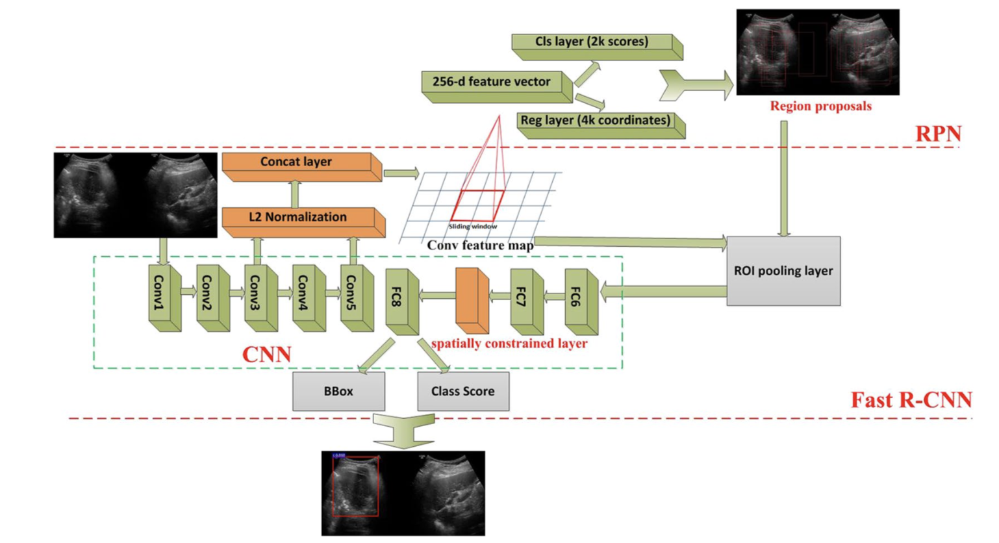 Cls layer (2k scores)
256-d feature vector
Reg layer (4k coordinates)
Region proposals
RPN
Concat layer
L2 Normalization
Sliding window
Conv feature map
ROI pooling layer
Conv1
Conv2
Conv3
Conv4
Conv5
FC8
FC7
FC6
spatially constrained layer
CNN
BBox
Class Score
Fast R-CNN